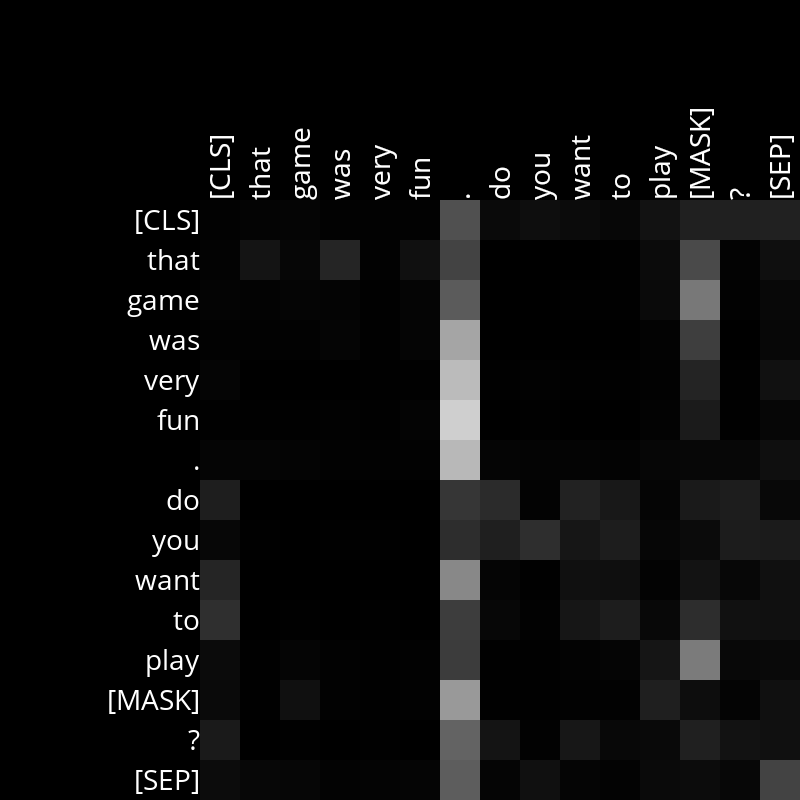 [CLS] that game was very fun . do you want to play [MASK] ? [SEP]
[CLS]
that
game
was
very
fun
.
do
you
want
to
play
[MASK]
?
[SEP]